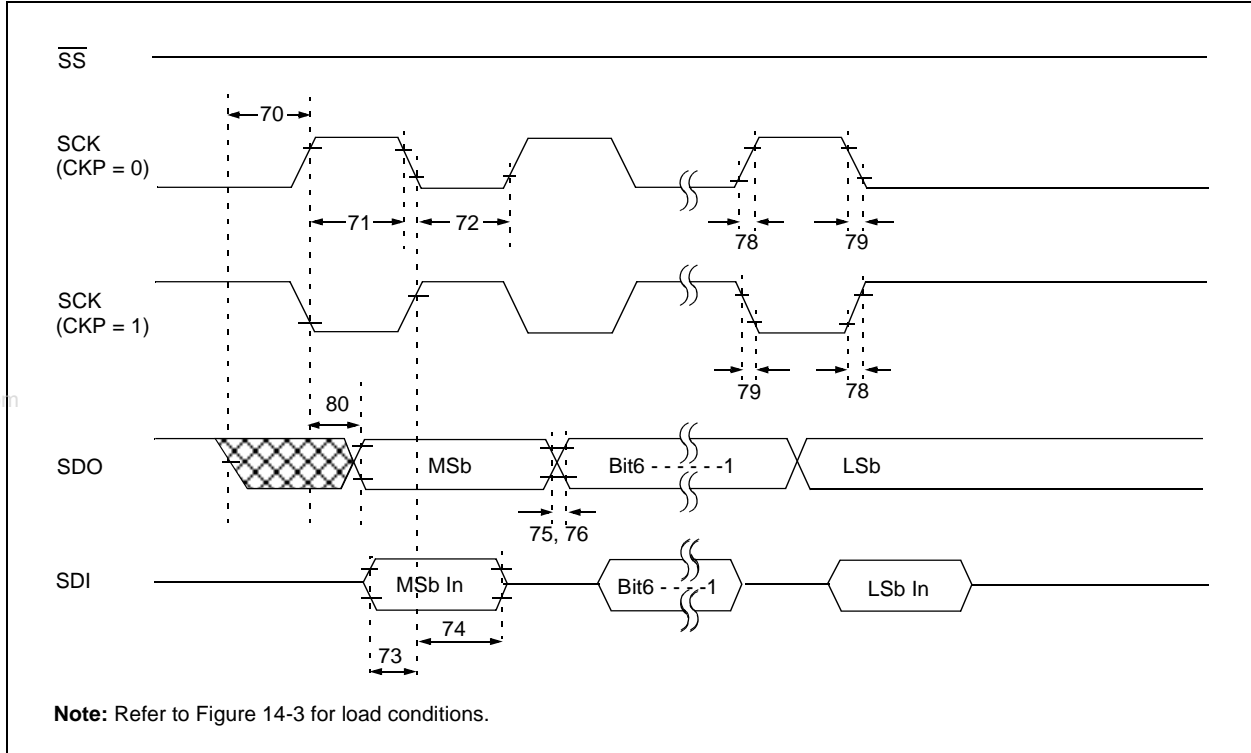 SS
70
SCK
(CKP = 0)
71
72
78
79
SCK
(CKP = 1)
79
78
80
om
SDO
MSb
Bit6 - - - - - -1
LSb
75, 76
SDI
MSb In
Bit6 - - - -1
LSb In
74
73
Note: Refer to Figure 14-3 for load conditions.